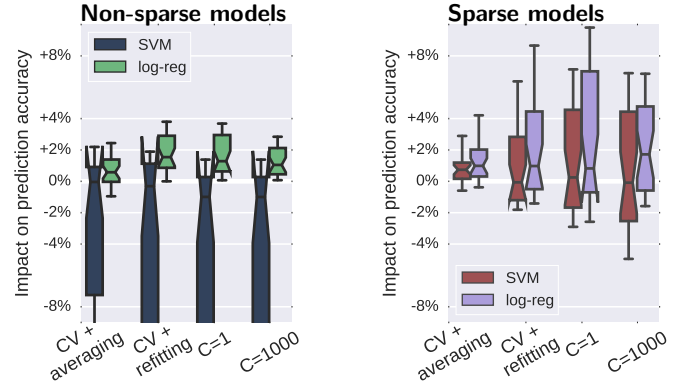 Non-sparse models
Impact on prediction accuracy
+8%
+4%
+2%
0%
-2%
-4%
-8%
SVM
log-reg
CV +
averaging
CV +
refitting
C=1
C=1000
Sparse models
Impact on prediction accuracy
+8%
+4%
+2%
0%
-2%
-4%
-8%
SVM
log-reg
CV +
averaging
CV +
refitting
C=1
C=1000